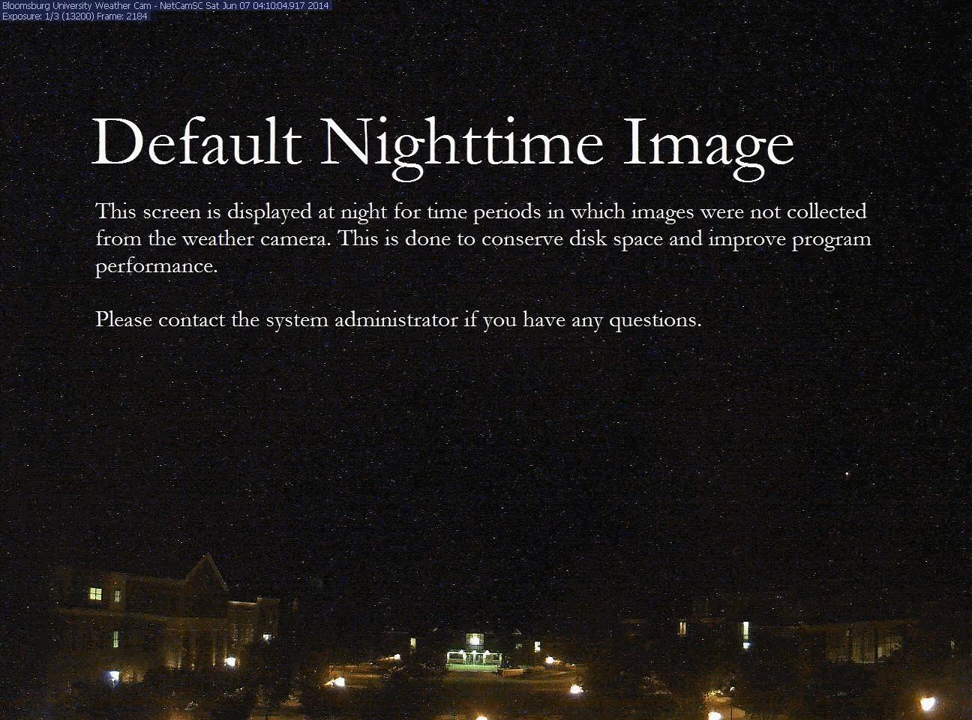 Bloomsburg University Weather Cam - NetCamSC Sat Jun 07 04:10:04.917 2014
Exposure: 1/3 (13200) Frame: 2184
Default Nighttime Image
This screen is displayed at night for time periods in which images were not collected
from the weather camera. This is done to conserve disk space and improve program
performance.
Please contact the system administrator if you have any questions.